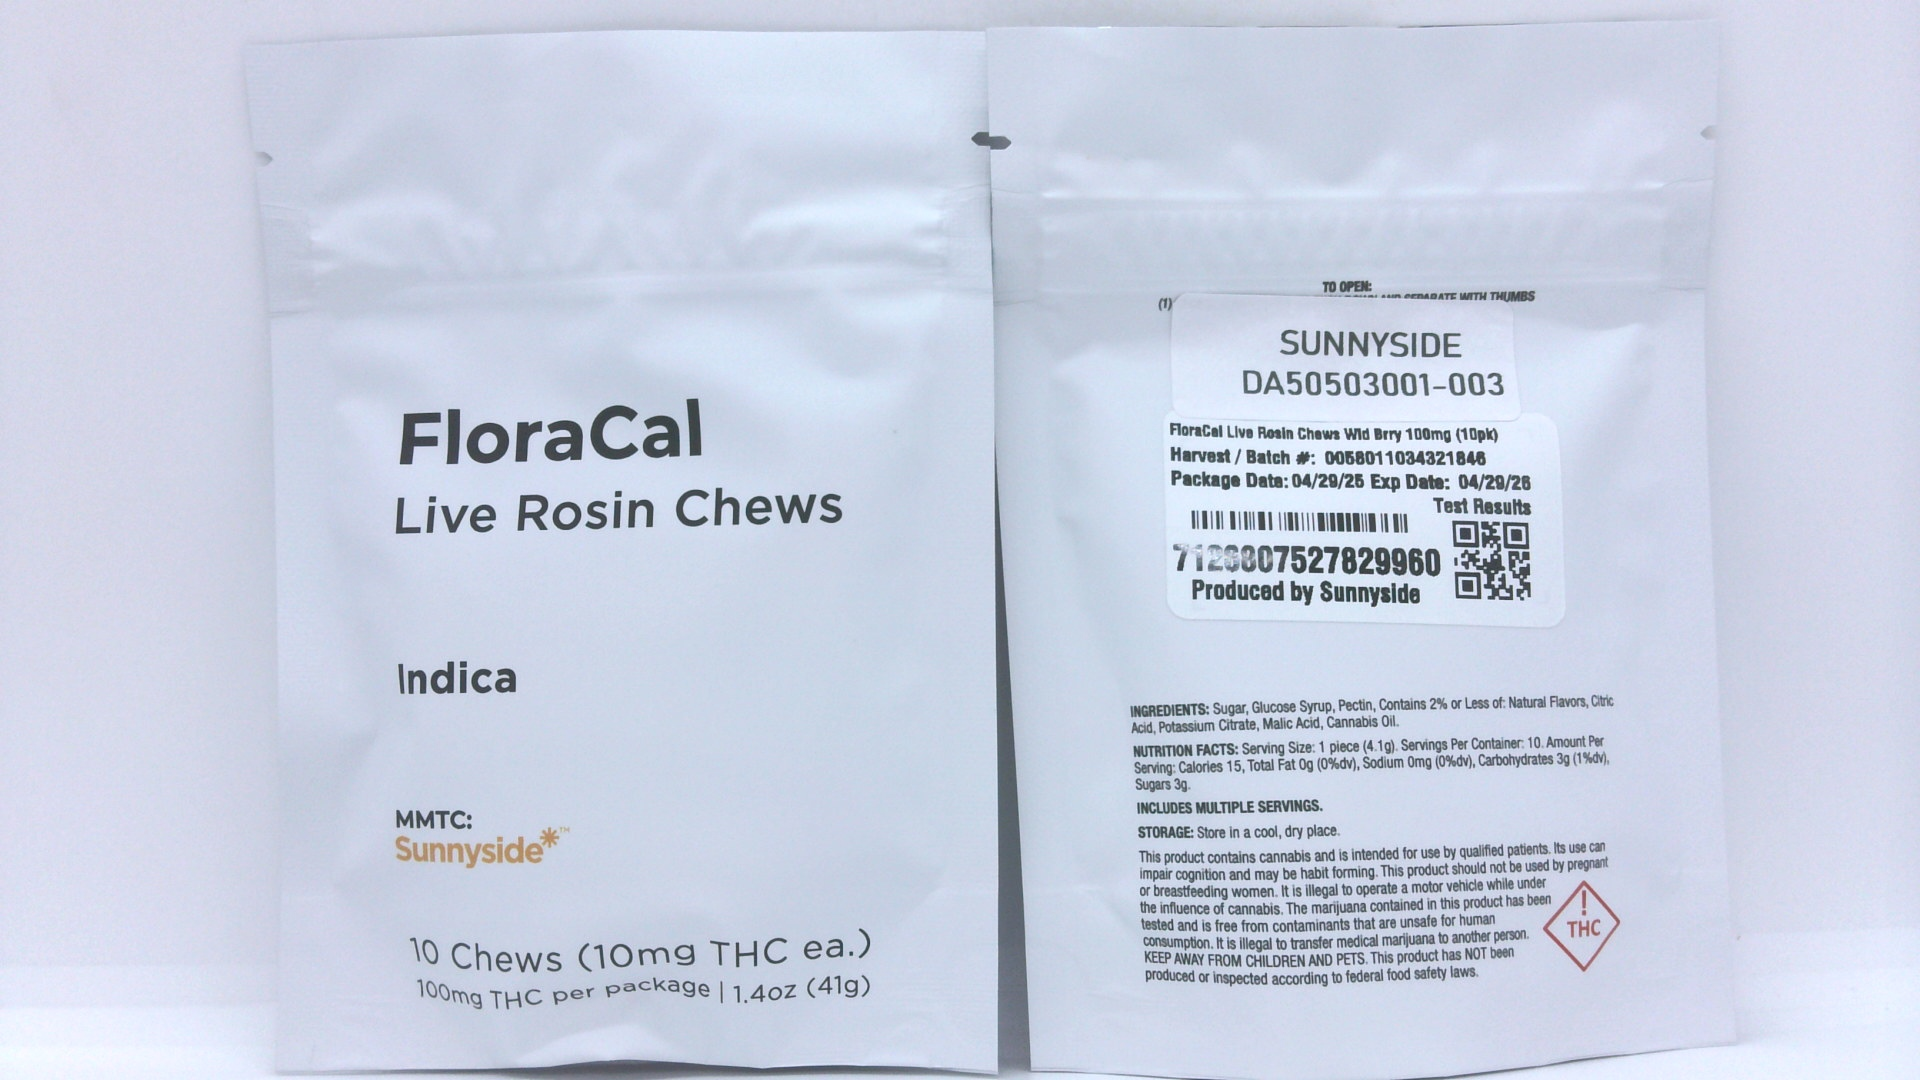 FloraCal
Live Rosin Chews
Indica
MMTC:
Sunnyside*™
10 Chews (10mg THC ea.)
100mg THC per package | 1.4oz (41g)
TO OPEN:
(1) AND SEPARATE WITH THUMBS
SUNNYSIDE
DA50503001-003
FloraCal Live Rosin Chews Wld Brry 100mg (10pk)
Harvest / Batch #: 0058011034321846
Package Date: 04/29/25 Exp Date: 04/29/26
Test Results
7128807527829960
Produced by Sunnyside
INGREDIENTS: Sugar, Glucose Syrup, Pectin, Contains 2% or Less of: Natural Flavors, Citric
Acid, Potassium Citrate, Malic Acid, Cannabis Oil.
NUTRITION FACTS: Serving Size: 1 piece (4.1g). Servings Per Container: 10. Amount Per
Serving: Calories 15, Total Fat 0g (0%dv), Sodium 0mg (0%dv), Carbohydrates 3g (1%dv),
Sugars 3g.
INCLUDES MULTIPLE SERVINGS.
STORAGE: Store in a cool, dry place.
This product contains cannabis and is intended for use by qualified patients. Its use can
impair cognition and may be habit forming. This product should not be used by pregnant
or breastfeeding women. It is illegal to operate a motor vehicle while under
the influence of cannabis. The marijuana contained in this product has been
tested and is free from contaminants that are unsafe for human
consumption. It is illegal to transfer medical marijuana to another person.
KEEP AWAY FROM CHILDREN AND PETS. This product has NOT been
produced or inspected according to federal food safety laws.
!
THC